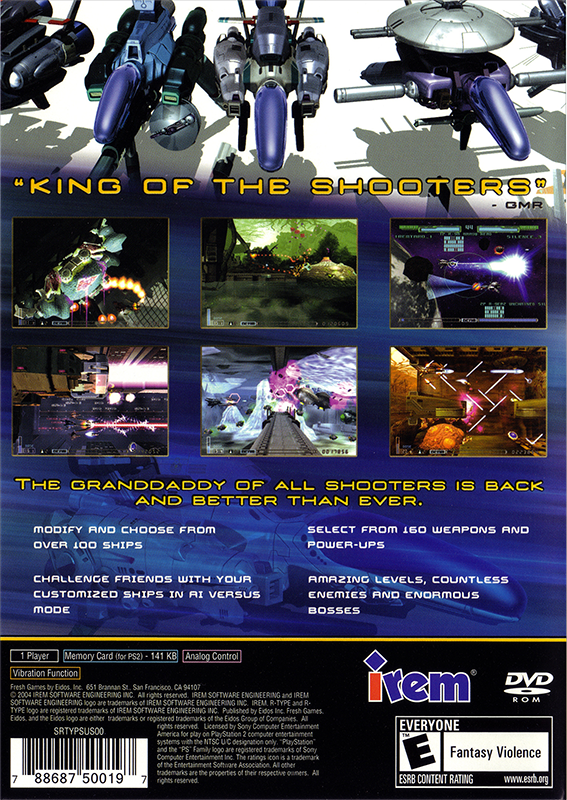 "KING OF THE SHOOTERS"
- GMR
THE GRANDDADDY OF ALL SHOOTERS IS BACK
AND BETTER THAN EVER.
MODIFY AND CHOOSE FROM
OVER 100 SHIPS
SELECT FROM 160 WEAPONS AND
POWER-UPS
CHALLENGE FRIENDS WITH YOUR
CUSTOMIZED SHIPS IN AI VERSUS
MODE
AMAZING LEVELS, COUNTLESS
ENEMIES AND ENORMOUS
BOSSES
1 Player
Memory Card (for PS2) - 141 KB
Analog Control
Vibration Function
Fresh Games by Eidos, Inc. 651 Brannan St., San Francisco, CA 94107
© 2004 IREM SOFTWARE ENGINEERING INC. All rights reserved. IREM SOFTWARE ENGINEERING and IREM
SOFTWARE ENGINEERING logo are trademarks of IREM SOFTWARE ENGINEERING INC. IREM, R-TYPE and R-
TYPE logo are registered trademarks of IREM SOFTWARE ENGINEERING INC. Published by Eidos Inc. Fresh Games.
Eidos, and the Eidos logo are either trademarks or registered trademarks of the Eidos Group of Companies. All
rights reserved. Licensed by Sony Computer Entertainment
America for play on PlayStation 2 computer entertainment
systems with the NTSC U/C designation only. "PlayStation"
and the "PS" Family logo are registered trademarks of Sony
Computer Entertainment Inc. The ratings icon is a trademark
of the Entertainment Software Association. All other
trademarks are the properties of their respective owners. All
rights reserved.
SRTYPSUS00
7 88687 50019 7
irem®
DVD
ROM
EVERYONE
E
Fantasy Violence
ESRB CONTENT RATING www.esrb.org